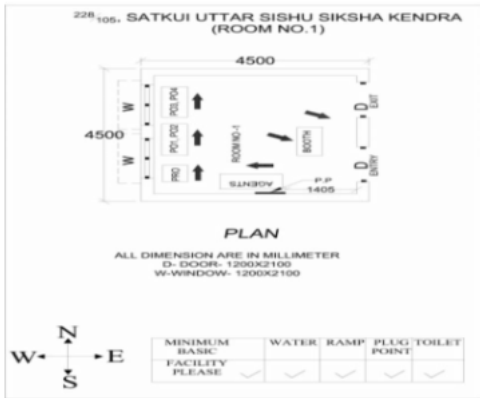 226/105. SATKUI UTTAR SISHU SIKSHA KENDRA
(ROOM NO.1)
4500
4500
W
W
PO3, PO4
PO1, PO2
PRO
ROOM NO -1
BOOTH
AGENTS
P.P
1405
D
EXIT
D
ENTRY
PLAN
ALL DIMENSION ARE IN MILLIMETER
D- DOOR- 1200X2100
W-WINDOW- 1200X2100
N
W E
S
MINIMUM BASIC WATER RAMP PLUG POINT TOILET
FACILITY PLEASE ✓ ✓ ✓ ✓ ✓